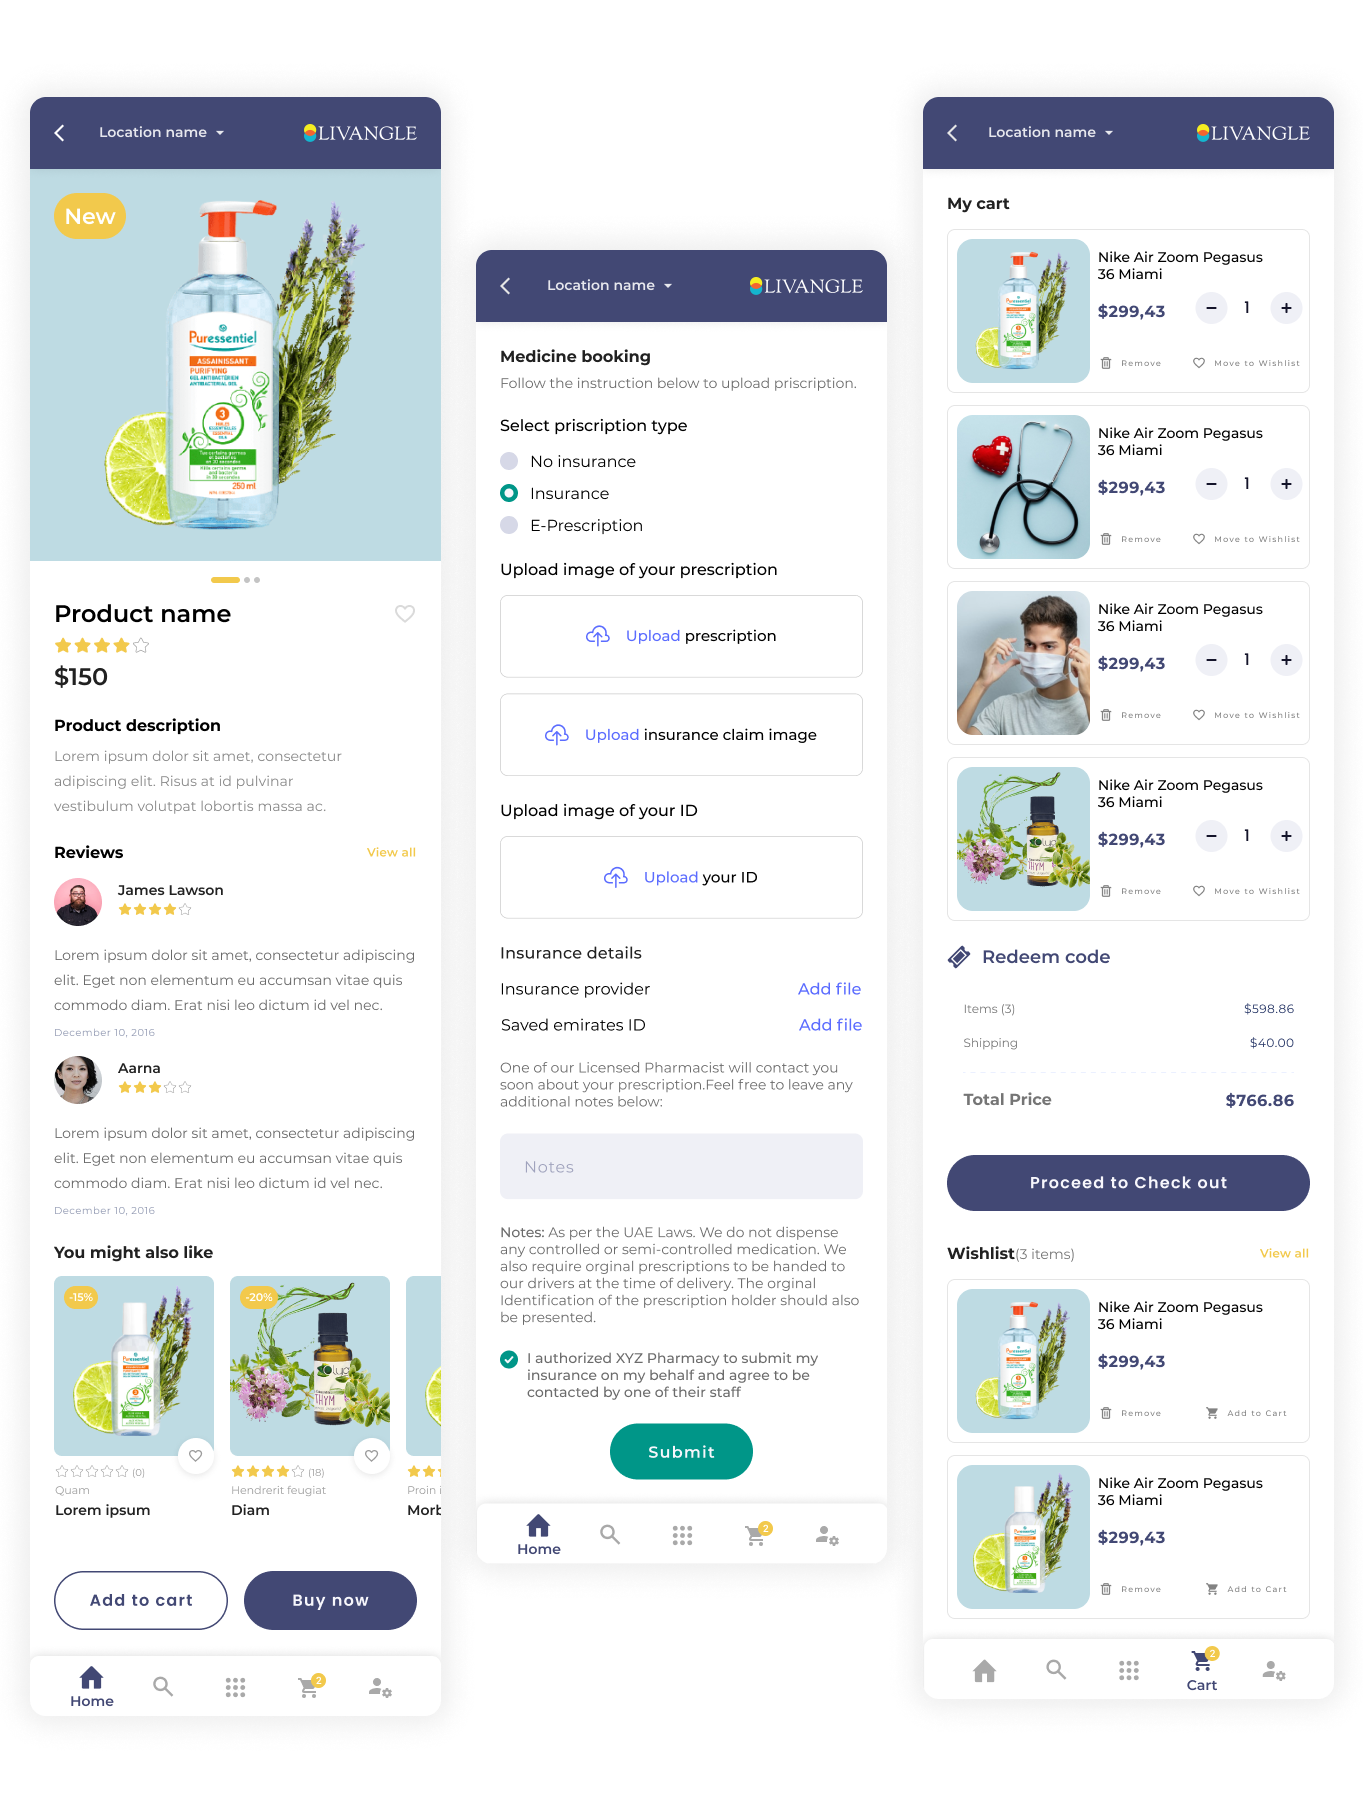 Location name
LIVANGLE
New
Puressentiel
ASSAINISSANT
PURIFYING
GEL ANTIBACTÉRIEN
ANTIBACTERIAL GEL
3
250 ml
Product name
$150
Product description
Lorem ipsum dolor sit amet, consectetur
adipiscing elit. Risus at id pulvinar
vestibulum volutpat lobortis massa ac.
Reviews
View all
James Lawson
Lorem ipsum dolor sit amet, consectetur adipiscing
elit. Eget non elementum eu accumsan vitae quis
commodo diam. Erat nisi leo dictum id vel nec.
December 10, 2016
Aarna
Lorem ipsum dolor sit amet, consectetur adipiscing
elit. Eget non elementum eu accumsan vitae quis
commodo diam. Erat nisi leo dictum id vel nec.
December 10, 2016
You might also like
-15%
Puressentiel
-20%
THYM
(0)
(18)
Quam
Hendrerit feugiat
Proin i
Lorem ipsum
Diam
Morb
Add to cart
Buy now
2
Home
Location name
LIVANGLE
Medicine booking
Follow the instruction below to upload priscription.
Select priscription type
No insurance
Insurance
E-Prescription
Upload image of your prescription
Upload prescription
Upload insurance claim image
Upload image of your ID
Upload your ID
Insurance details
Insurance provider
Add file
Saved emirates ID
Add file
One of our Licensed Pharmacist will contact you
soon about your prescription.Feel free to leave any
additional notes below:
Notes
Notes: As per the UAE Laws. We do not dispense
any controlled or semi-controlled medication. We
also require orginal prescriptions to be handed to
our drivers at the time of delivery. The orginal
Identification of the prescription holder should also
be presented.
I authorized XYZ Pharmacy to submit my
insurance on my behalf and agree to be
contacted by one of their staff
Submit
2
Home
Location name
LIVANGLE
My cart
Puressentiel
Nike Air Zoom Pegasus
36 Miami
$299,43
1
Remove
Move to Wishlist
Nike Air Zoom Pegasus
36 Miami
$299,43
1
Remove
Move to Wishlist
Nike Air Zoom Pegasus
36 Miami
$299,43
1
Remove
Move to Wishlist
THYM
Nike Air Zoom Pegasus
36 Miami
$299,43
1
Remove
Move to Wishlist
Redeem code
Items (3)
$598.86
Shipping
$40.00
Total Price
$766.86
Proceed to Check out
Wishlist(3 items)
View all
Puressentiel
Nike Air Zoom Pegasus
36 Miami
$299,43
Remove
Add to Cart
Puressentiel
Nike Air Zoom Pegasus
36 Miami
$299,43
Remove
Add to Cart
2
Cart